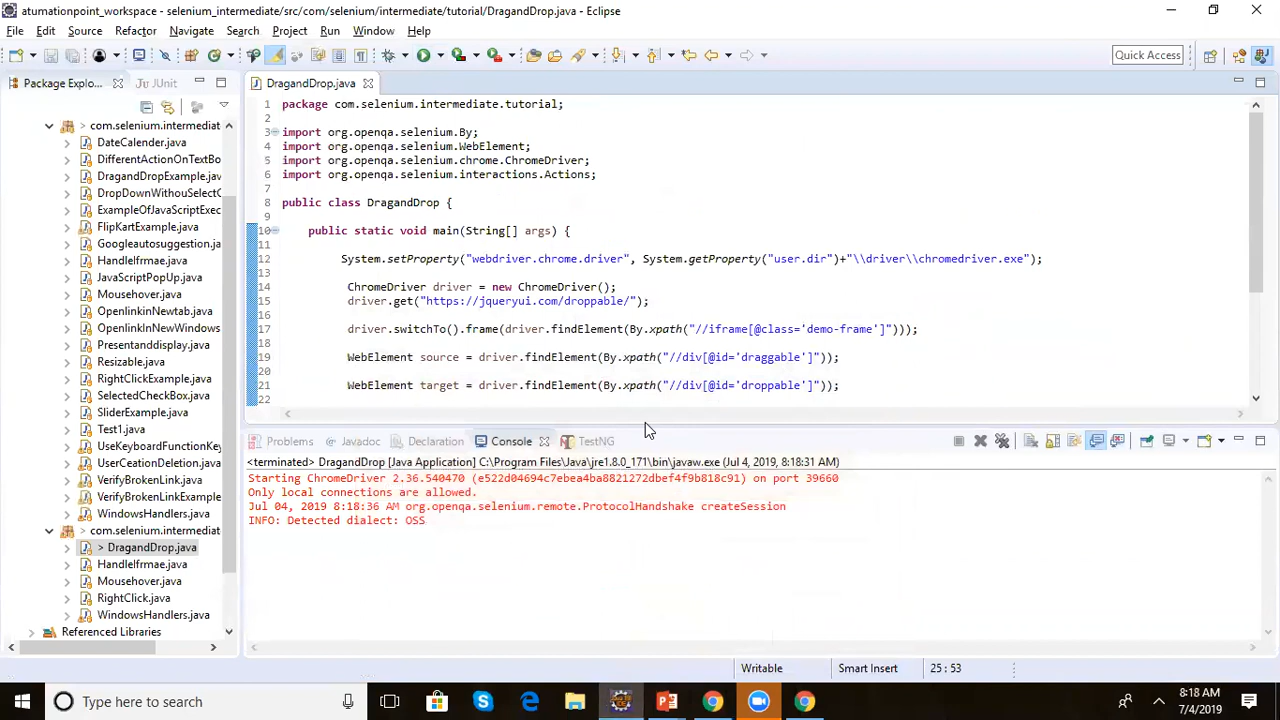 atumationpoint_workspace - selenium_intermediate/src/com/selenium/intermediate/tutorial/DragandDrop.java - Eclipse
File Edit Source Refactor Navigate Search Project Run Window Help
Quick Access
Package Explo... JUnit
com.selenium.intermediat
DateCalender.java
DifferentActionOnTextBo
DragandDropExample.java
DropDownWithouSelectC
ExampleOfJavaScriptExec
FlipKartExample.java
Googleautosuggestion.ja
HandleIfrmae.java
JavaScriptPopUp.java
Mousehover.java
OpenlinkinNewtab.java
OpenlinkInNewWindows
Presentanddisplay.java
Resizable.java
RightClickExample.java
SelectedCheckBox.java
SliderExample.java
Test1.java
UseKeyboardFunctionKey
UserCeationDeletion.java
VerifyBrokenLink.java
VerifyBrokenLinkExample
WindowsHandlers.java
> com.selenium.intermediat
> DragandDrop.java
HandleIfrmae.java
Mousehover.java
RightClick.java
WindowsHandlers.java
Referenced Libraries
DragandDrop.java
1 package com.selenium.intermediate.tutorial;
2
3 import org.openqa.selenium.By;
4 import org.openqa.selenium.WebElement;
5 import org.openqa.selenium.chrome.ChromeDriver;
6 import org.openqa.selenium.interactions.Actions;
7
8 public class DragandDrop {
9
10 public static void main(String[] args) {
11
12 System.setProperty("webdriver.chrome.driver", System.getProperty("user.dir")+"\\driver\\chromedriver.exe");
13
14 ChromeDriver driver = new ChromeDriver();
15 driver.get("https://jqueryui.com/droppable/");
16
17 driver.switchTo().frame(driver.findElement(By.xpath("//iframe[@class='demo-frame']")));
18
19 WebElement source = driver.findElement(By.xpath("//div[@id='draggable']"));
20
21 WebElement target = driver.findElement(By.xpath("//div[@id='droppable']"));
22
Problems Javadoc Declaration Console TestNG
<terminated> DragandDrop [Java Application] C:\Program Files\Java\jre1.8.0_171\bin\javaw.exe (Jul 4, 2019, 8:18:31 AM)
Starting ChromeDriver 2.36.540470 (e522d04694c7ebea4ba8821272dbef4f9b818c91) on port 39660
Only local connections are allowed.
Jul 04, 2019 8:18:36 AM org.openqa.selenium.remote.ProtocolHandshake createSession
INFO: Detected dialect: OSS
Writable Smart Insert 25 : 53
Type here to search
8:18 AM
7/4/2019